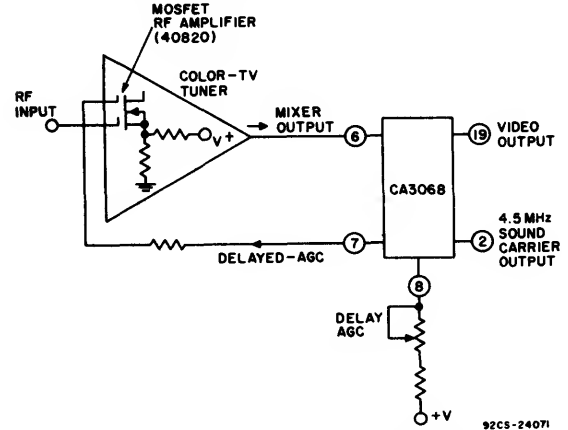 MOSFET
RF AMPLIFIER
(40820)
COLOR-TV
TUNER
RF
INPUT
V+
MIXER
OUTPUT
6
19
VIDEO
OUTPUT
CA3068
4.5 MHz
SOUND
CARRIER
OUTPUT
2
7
DELAYED-AGC
8
DELAY
AGC
+V
92CS-24071